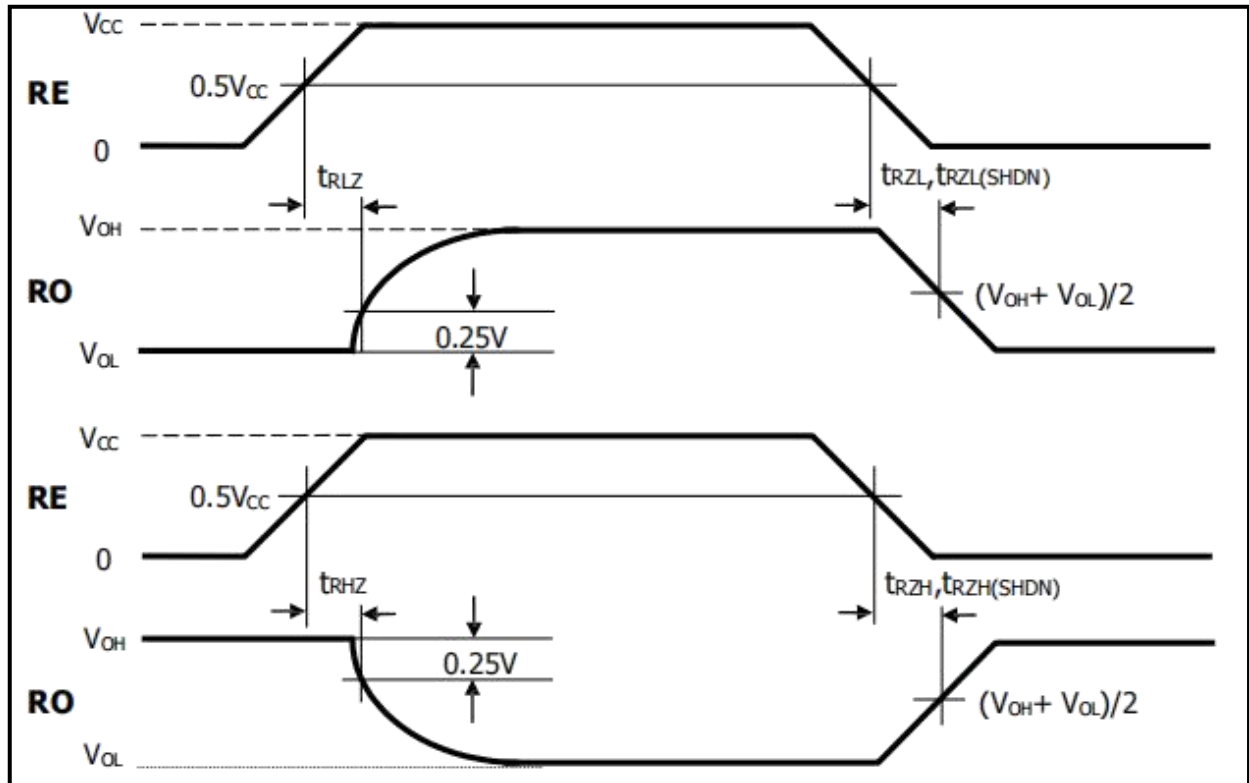 VCC
0.5VCC
RE
0
tRLZ
tRZL,tRZL(SHDN)
VOH
RO
(VOH+ VOL)/2
0.25V
VOL
VCC
0.5VCC
RE
0
tRHZ
tRZH,tRZH(SHDN)
VOH
0.25V
RO
(VOH+ VOL)/2
VOL